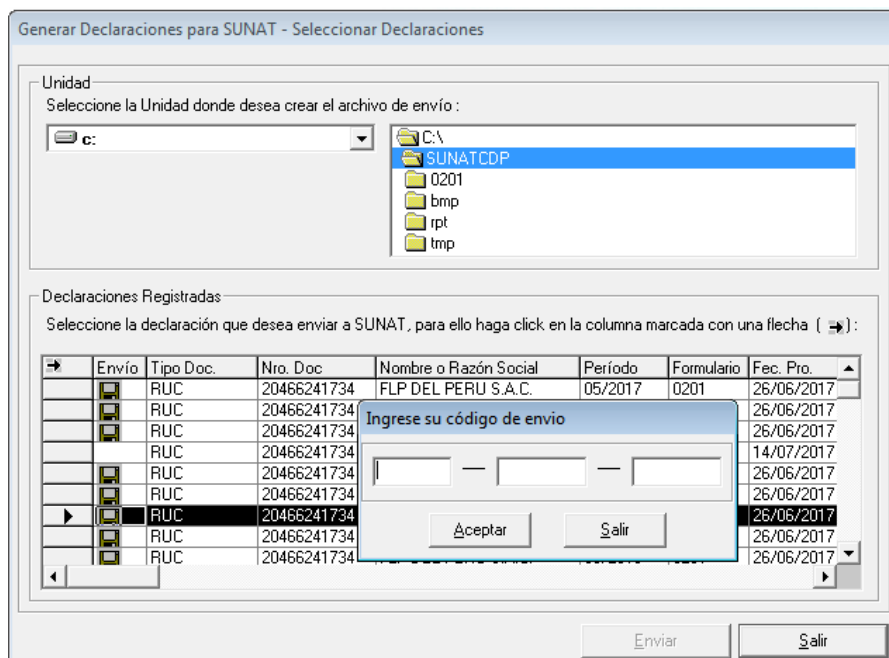 Generar Declaraciones para SUNAT - Seleccionar Declaraciones
Unidad
Seleccione la Unidad donde desea crear el archivo de envío :
c:
C:\
SUNATCDP
0201
bmp
rpt
tmp
Declaraciones Registradas
Seleccione la declaración que desea enviar a SUNAT, para ello haga click en la columna marcada con una flecha ( ):
Envío Tipo Doc. Nro. Doc Nombre o Razón Social Período Formulario Fec. Pro.
RUC 20466241734 FLP DEL PERU S.A.C. 05/2017 0201 26/06/2017
RUC 20466241734 26/06/2017
RUC 20466241734 26/06/2017
RUC 20466241734 14/07/2017
RUC 20466241734 26/06/2017
RUC 20466241734 26/06/2017
RUC 20466241734 26/06/2017
RUC 20466241734 26/06/2017
RUC 20466241734 26/06/2017
Ingrese su código de envio
— —
Aceptar Salir
Enviar Salir